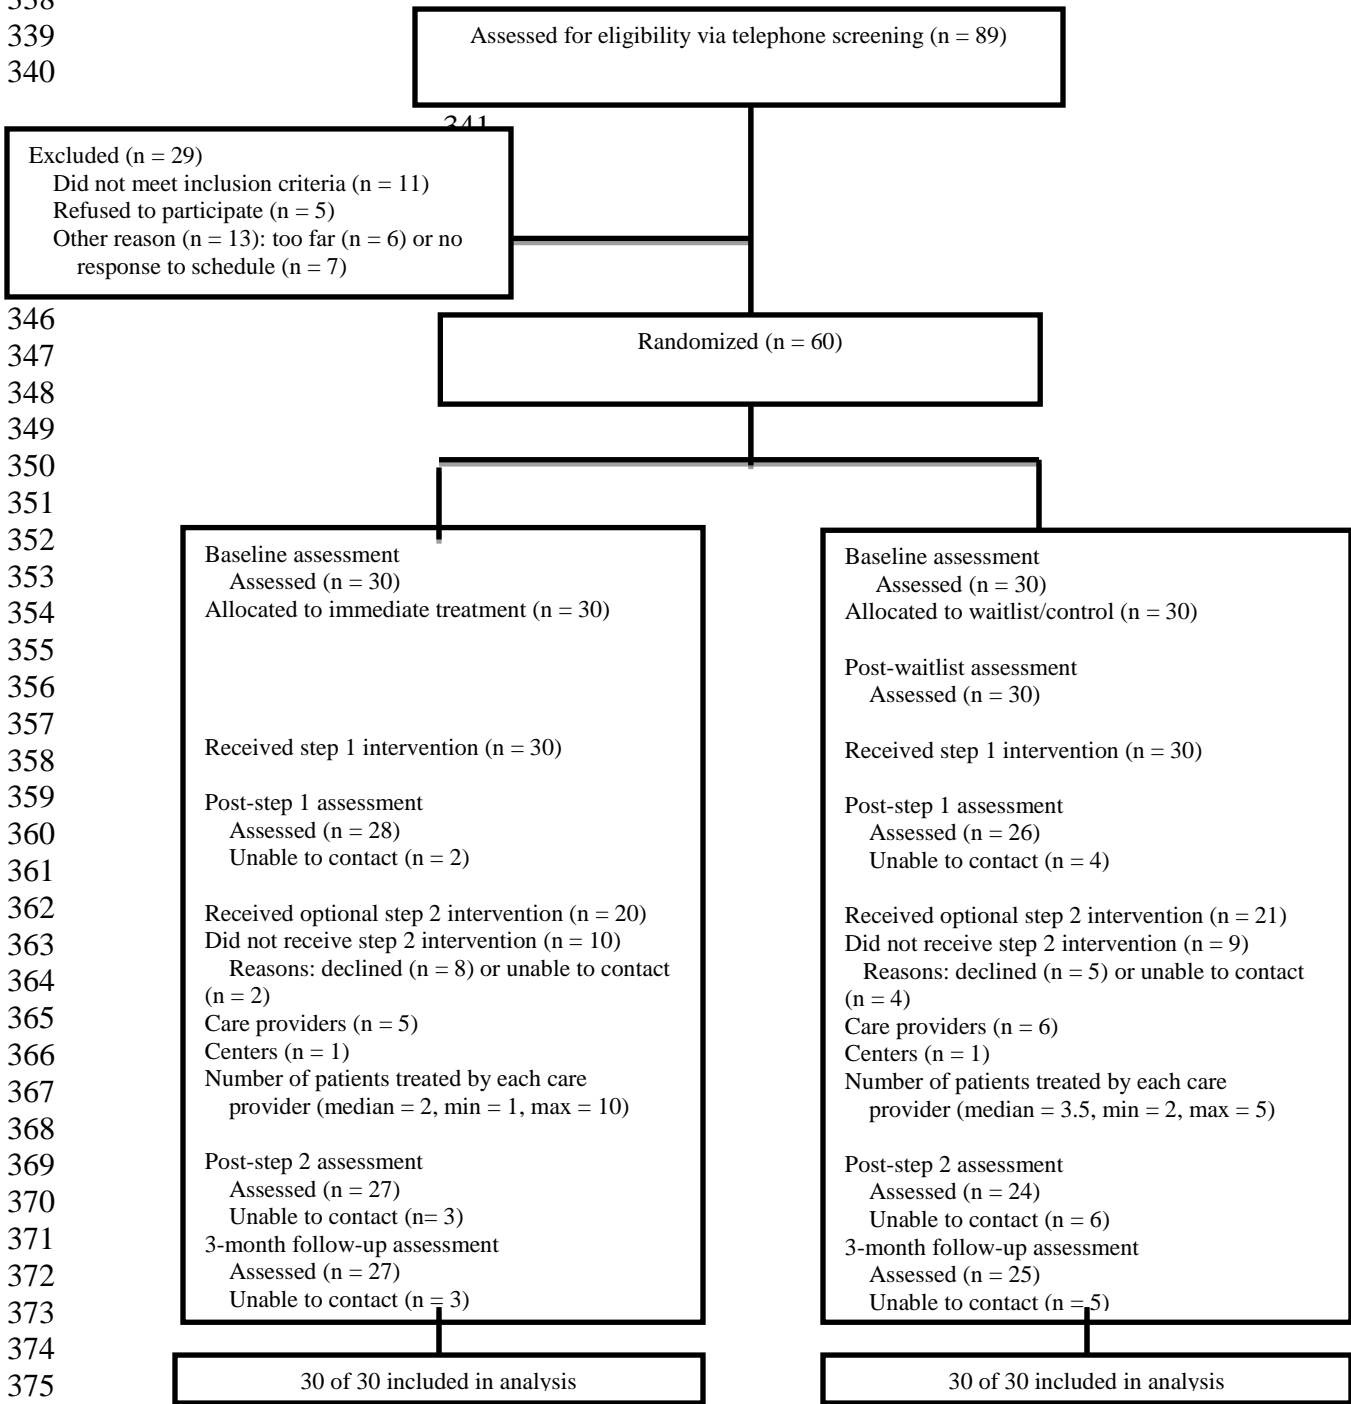 338
339
340
Assessed for eligibility via telephone screening (n = 89)
341
Excluded (n = 29)
Did not meet inclusion criteria (n = 11)
Refused to participate (n = 5)
Other reason (n = 13): too far (n = 6) or no
response to schedule (n = 7)
346
347
348
349
350
351
352
353
354
355
356
357
358
359
360
361
362
363
364
365
366
367
368
369
370
371
372
373
374
375
Randomized (n = 60)
Baseline assessment
Assessed (n = 30)
Allocated to immediate treatment (n = 30)
Received step 1 intervention (n = 30)
Post-step 1 assessment
Assessed (n = 28)
Unable to contact (n = 2)
Received optional step 2 intervention (n = 20)
Did not receive step 2 intervention (n = 10)
Reasons: declined (n = 8) or unable to contact
(n = 2)
Care providers (n = 5)
Centers (n = 1)
Number of patients treated by each care
provider (median = 2, min = 1, max = 10)
Post-step 2 assessment
Assessed (n = 27)
Unable to contact (n= 3)
3-month follow-up assessment
Assessed (n = 27)
Unable to contact (n = 3)
30 of 30 included in analysis
Baseline assessment
Assessed (n = 30)
Allocated to waitlist/control (n = 30)
Post-waitlist assessment
Assessed (n = 30)
Received step 1 intervention (n = 30)
Post-step 1 assessment
Assessed (n = 26)
Unable to contact (n = 4)
Received optional step 2 intervention (n = 21)
Did not receive step 2 intervention (n = 9)
Reasons: declined (n = 5) or unable to contact
(n = 4)
Care providers (n = 6)
Centers (n = 1)
Number of patients treated by each care
provider (median = 3.5, min = 2, max = 5)
Post-step 2 assessment
Assessed (n = 24)
Unable to contact (n = 6)
3-month follow-up assessment
Assessed (n = 25)
Unable to contact (n = 5)
30 of 30 included in analysis